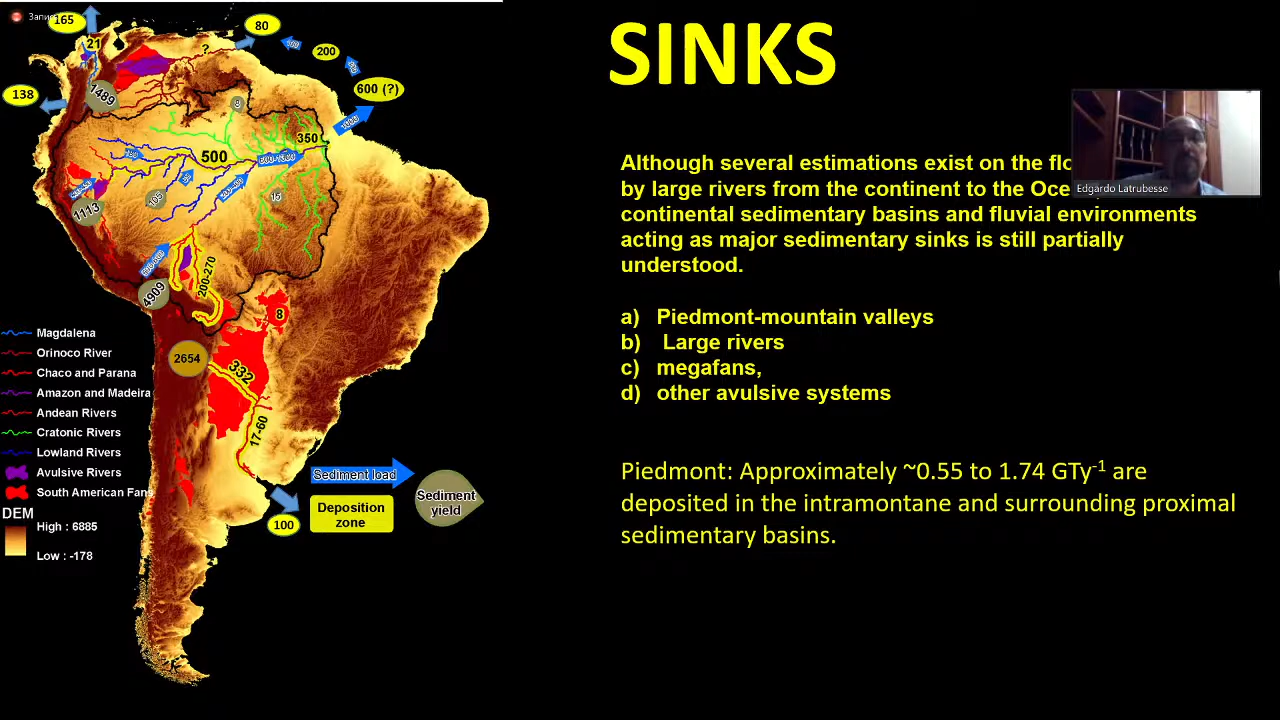 SINKS
Запис
165
21
80
?
200
138
1489
600 (?)
8
350
500
15
105
1113
4909
200-270
8
2654
332
17-60
100
Magdalena
Orinoco River
Chaco and Parana
Amazon and Madeira
Andean Rivers
Cratonic Rivers
Lowland Rivers
Avulsive Rivers
South American Fans
DEM
High : 6885
Low : -178
Sediment load
Deposition
zone
Sediment
yield
Edgardo Latrubesse
Although several estimations exist on the flo
by large rivers from the continent to the Oce
continental sedimentary basins and fluvial environments
acting as major sedimentary sinks is still partially
understood.
a) Piedmont-mountain valleys
b) Large rivers
c) megafans,
d) other avulsive systems
Piedmont: Approximately ~0.55 to 1.74 GTy-1 are
deposited in the intramontane and surrounding proximal
sedimentary basins.